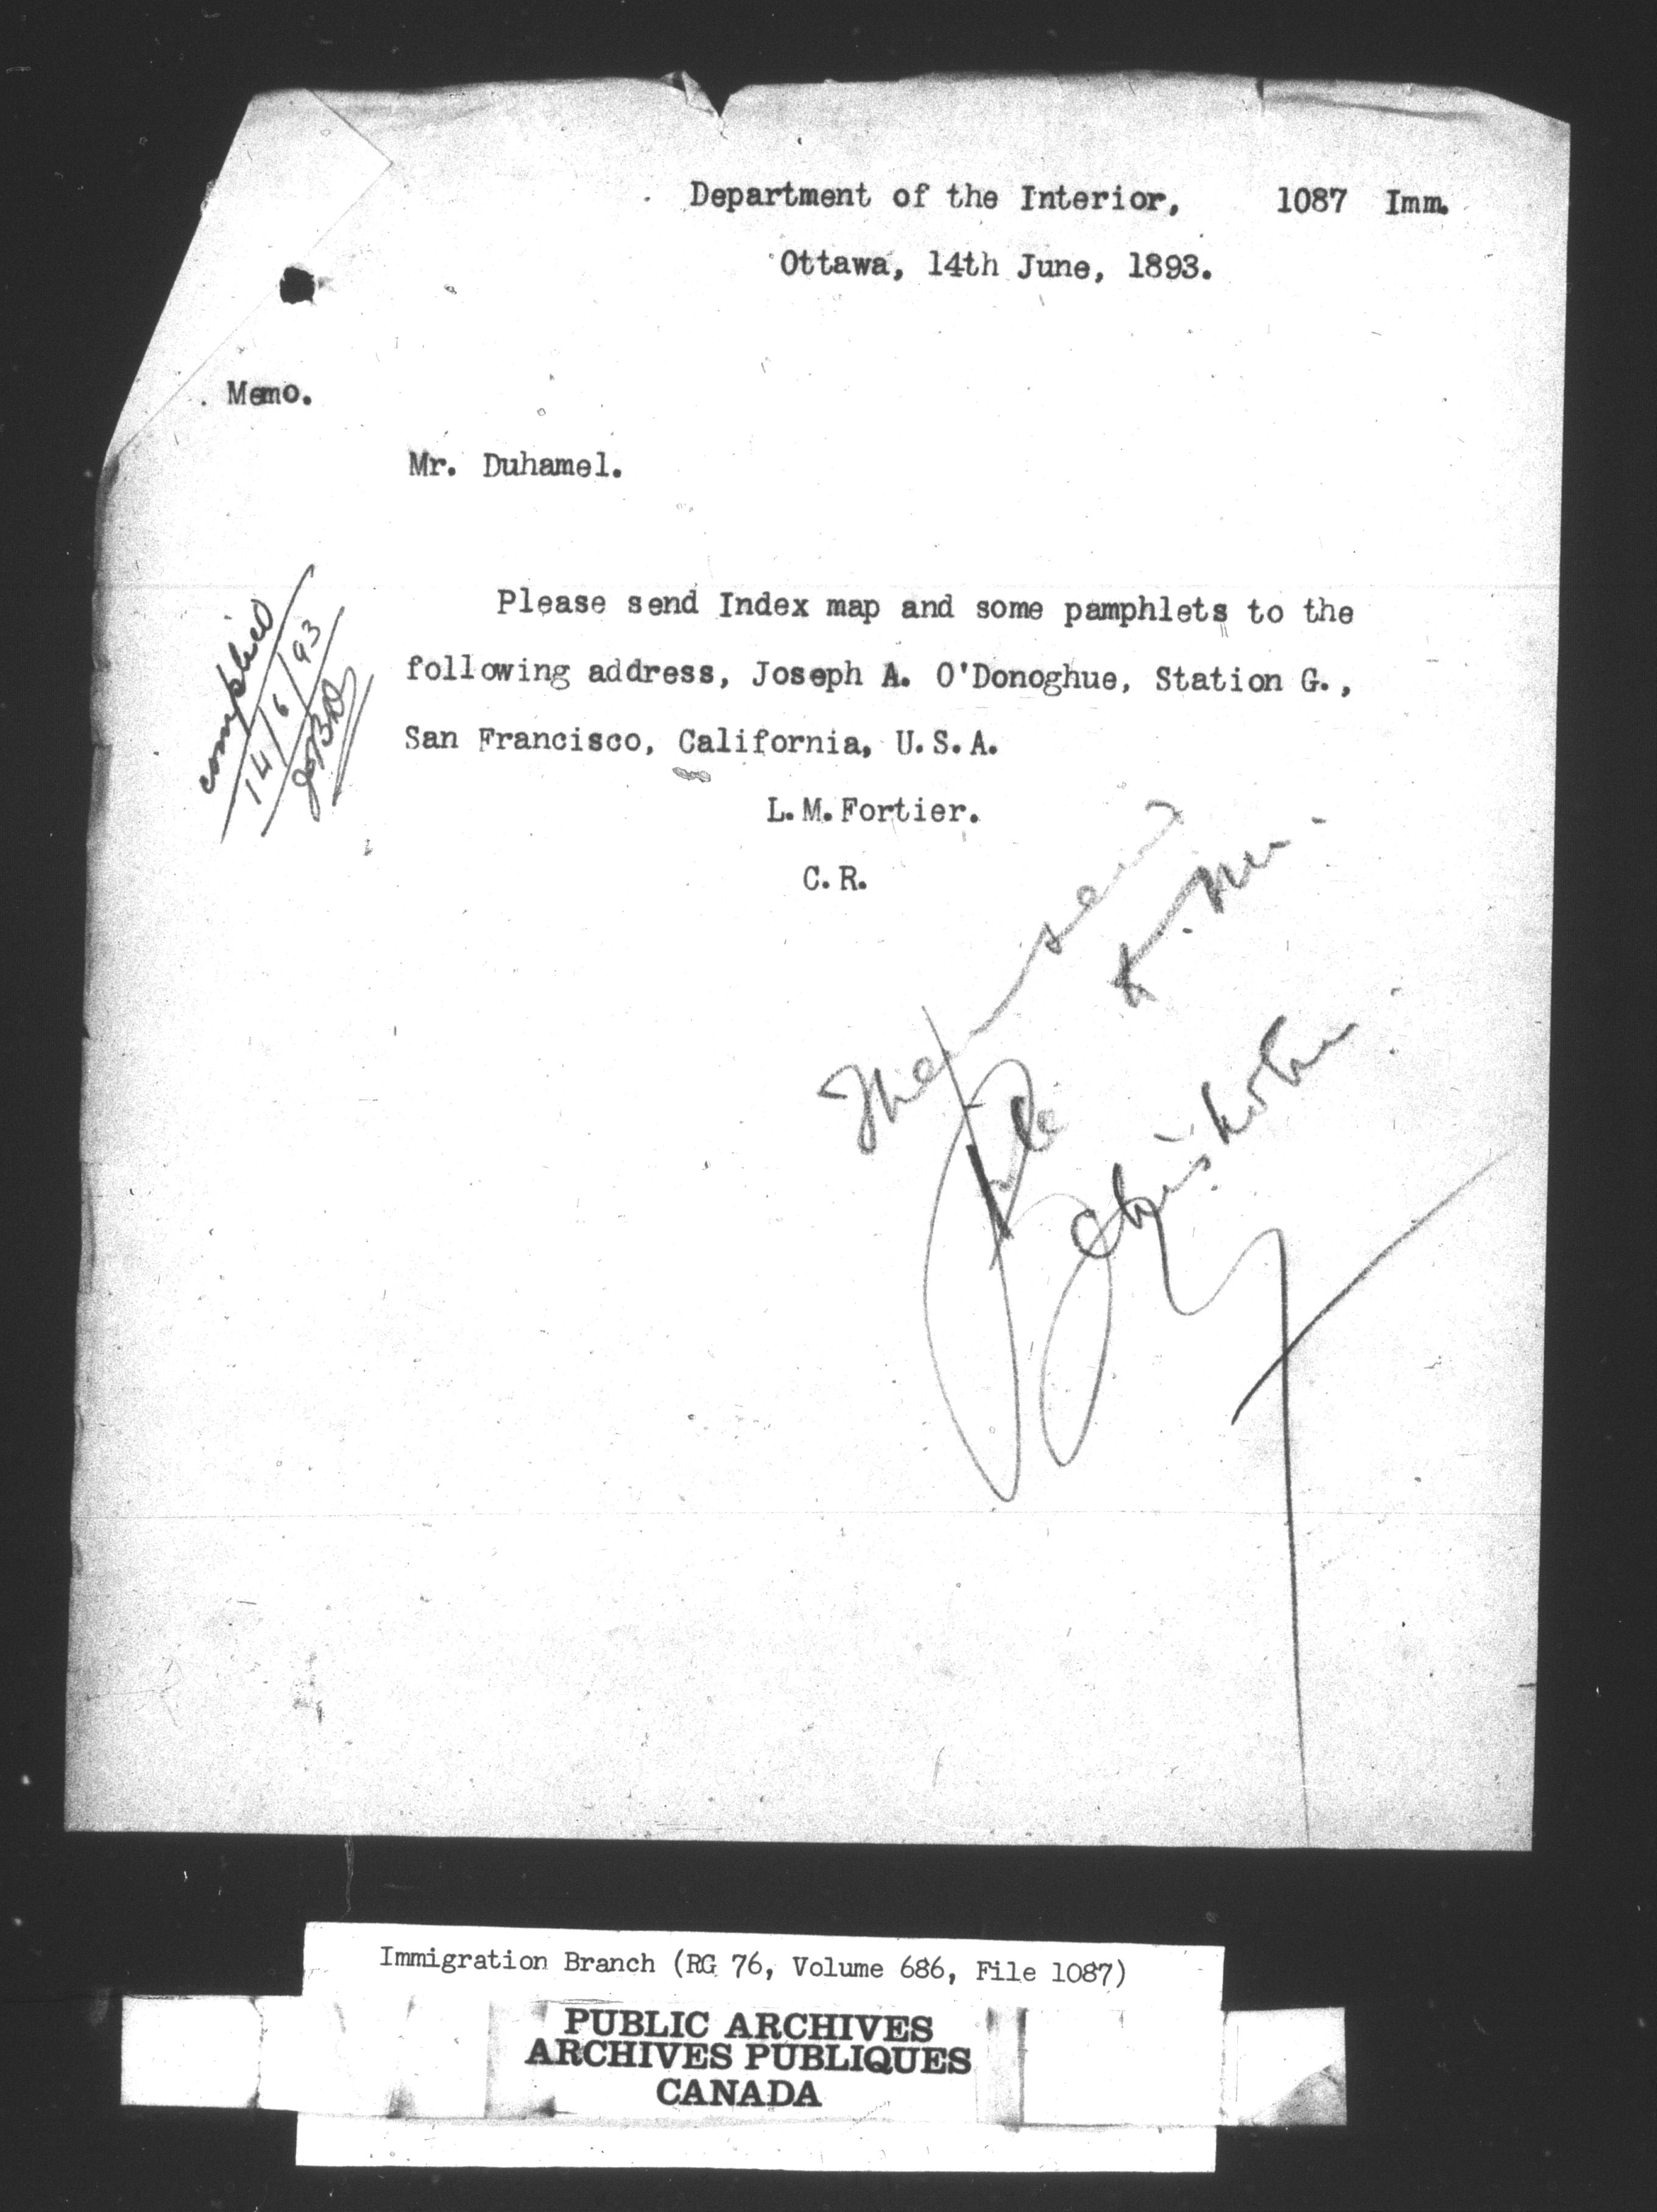 Department of the Interior, 1087 Imm.
Ottawa, 14th June, 1893.
Memo.
Mr. Duhamel.
Please send Index map and some pamphlets to the
following address, Joseph A. O'Donoghue, Station G.,
San Francisco, California, U.S.A.
L.M.Fortier.
C.R.
complied
14/6/93
Immigration Branch (RG 76, Volume 686, File 1087)
PUBLIC ARCHIVES
ARCHIVES PUBLIQUES
CANADA